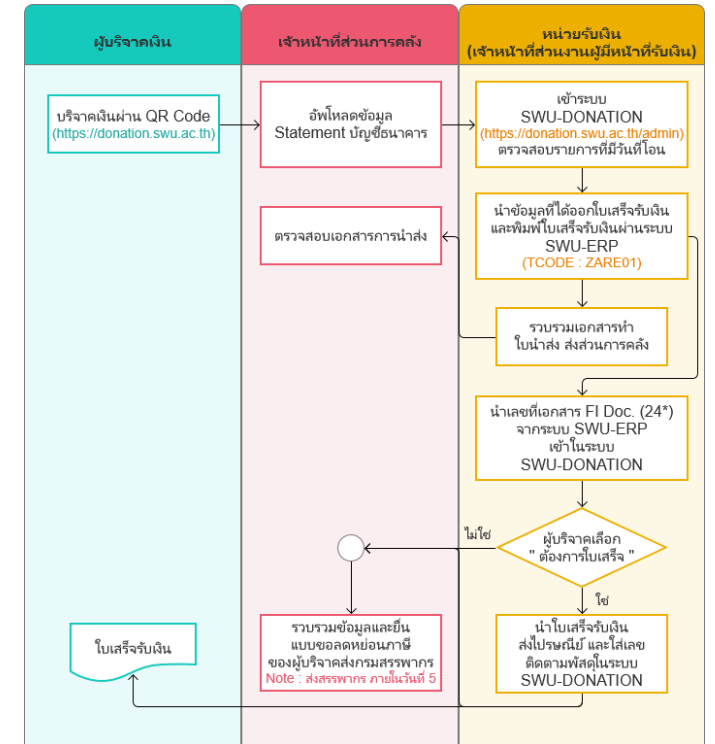 ผู้บริจาคเงิน
เจ้าหน้าที่ส่วนการคลัง
หน่วยรับเงิน
(เจ้าหน้าที่ส่วนงานผู้มีหน้าที่รับเงิน)
บริจาคเงินผ่าน QR Code
(https://donation.swu.ac.th)
อัพโหลดข้อมูล
Statement บัญชีธนาคาร
เข้าระบบ
SWU-DONATION
(https://donation.swu.ac.th/admin)
ตรวจสอบรายการที่มีวันที่โอน
ตรวจสอบเอกสารการนำส่ง
นำข้อมูลที่ได้ออกใบเสร็จรับเงิน
และพิมพ์ใบเสร็จรับเงินผ่านระบบ
SWU-ERP
(TCODE : ZARE01)
รวบรวมเอกสารทำ
ใบนำส่ง ส่งส่วนการคลัง
นำเลขที่เอกสาร FI Doc. (24*)
จากระบบ SWU-ERP
เข้าในระบบ
SWU-DONATION
ไม่ใช่
ผู้บริจาคเลือก
" ต้องการใบเสร็จ "
ใช่
ใบเสร็จรับเงิน
รวบรวมข้อมูลและยื่น
แบบขอลดหย่อนภาษี
ของผู้บริจาคส่งกรมสรรพากร
Note : ส่งสรรพากร ภายในวันที่ 5
นำใบเสร็จรับเงิน
ส่งไปรษณีย์ และใส่เลข
ติดตามพัสดุในระบบ
SWU-DONATION